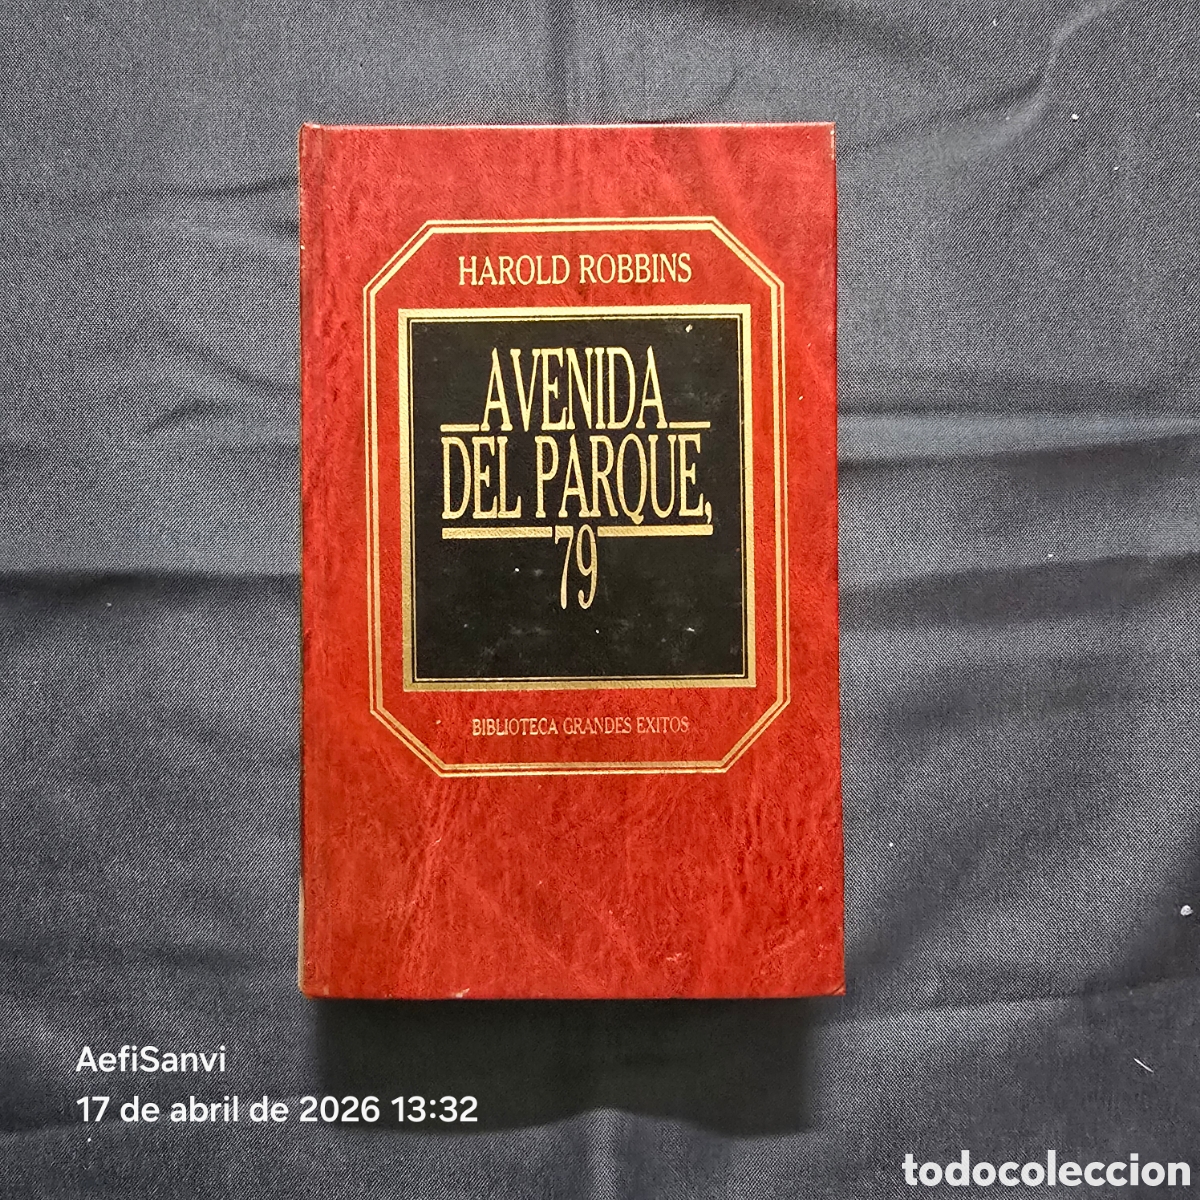 HAROLD ROBBINS
AVENIDA
DEL PARQUE,
79
BIBLIOTECA GRANDES EXITOS
AefiSanvi
17 de abril de 2026 13:32
todocoleccion